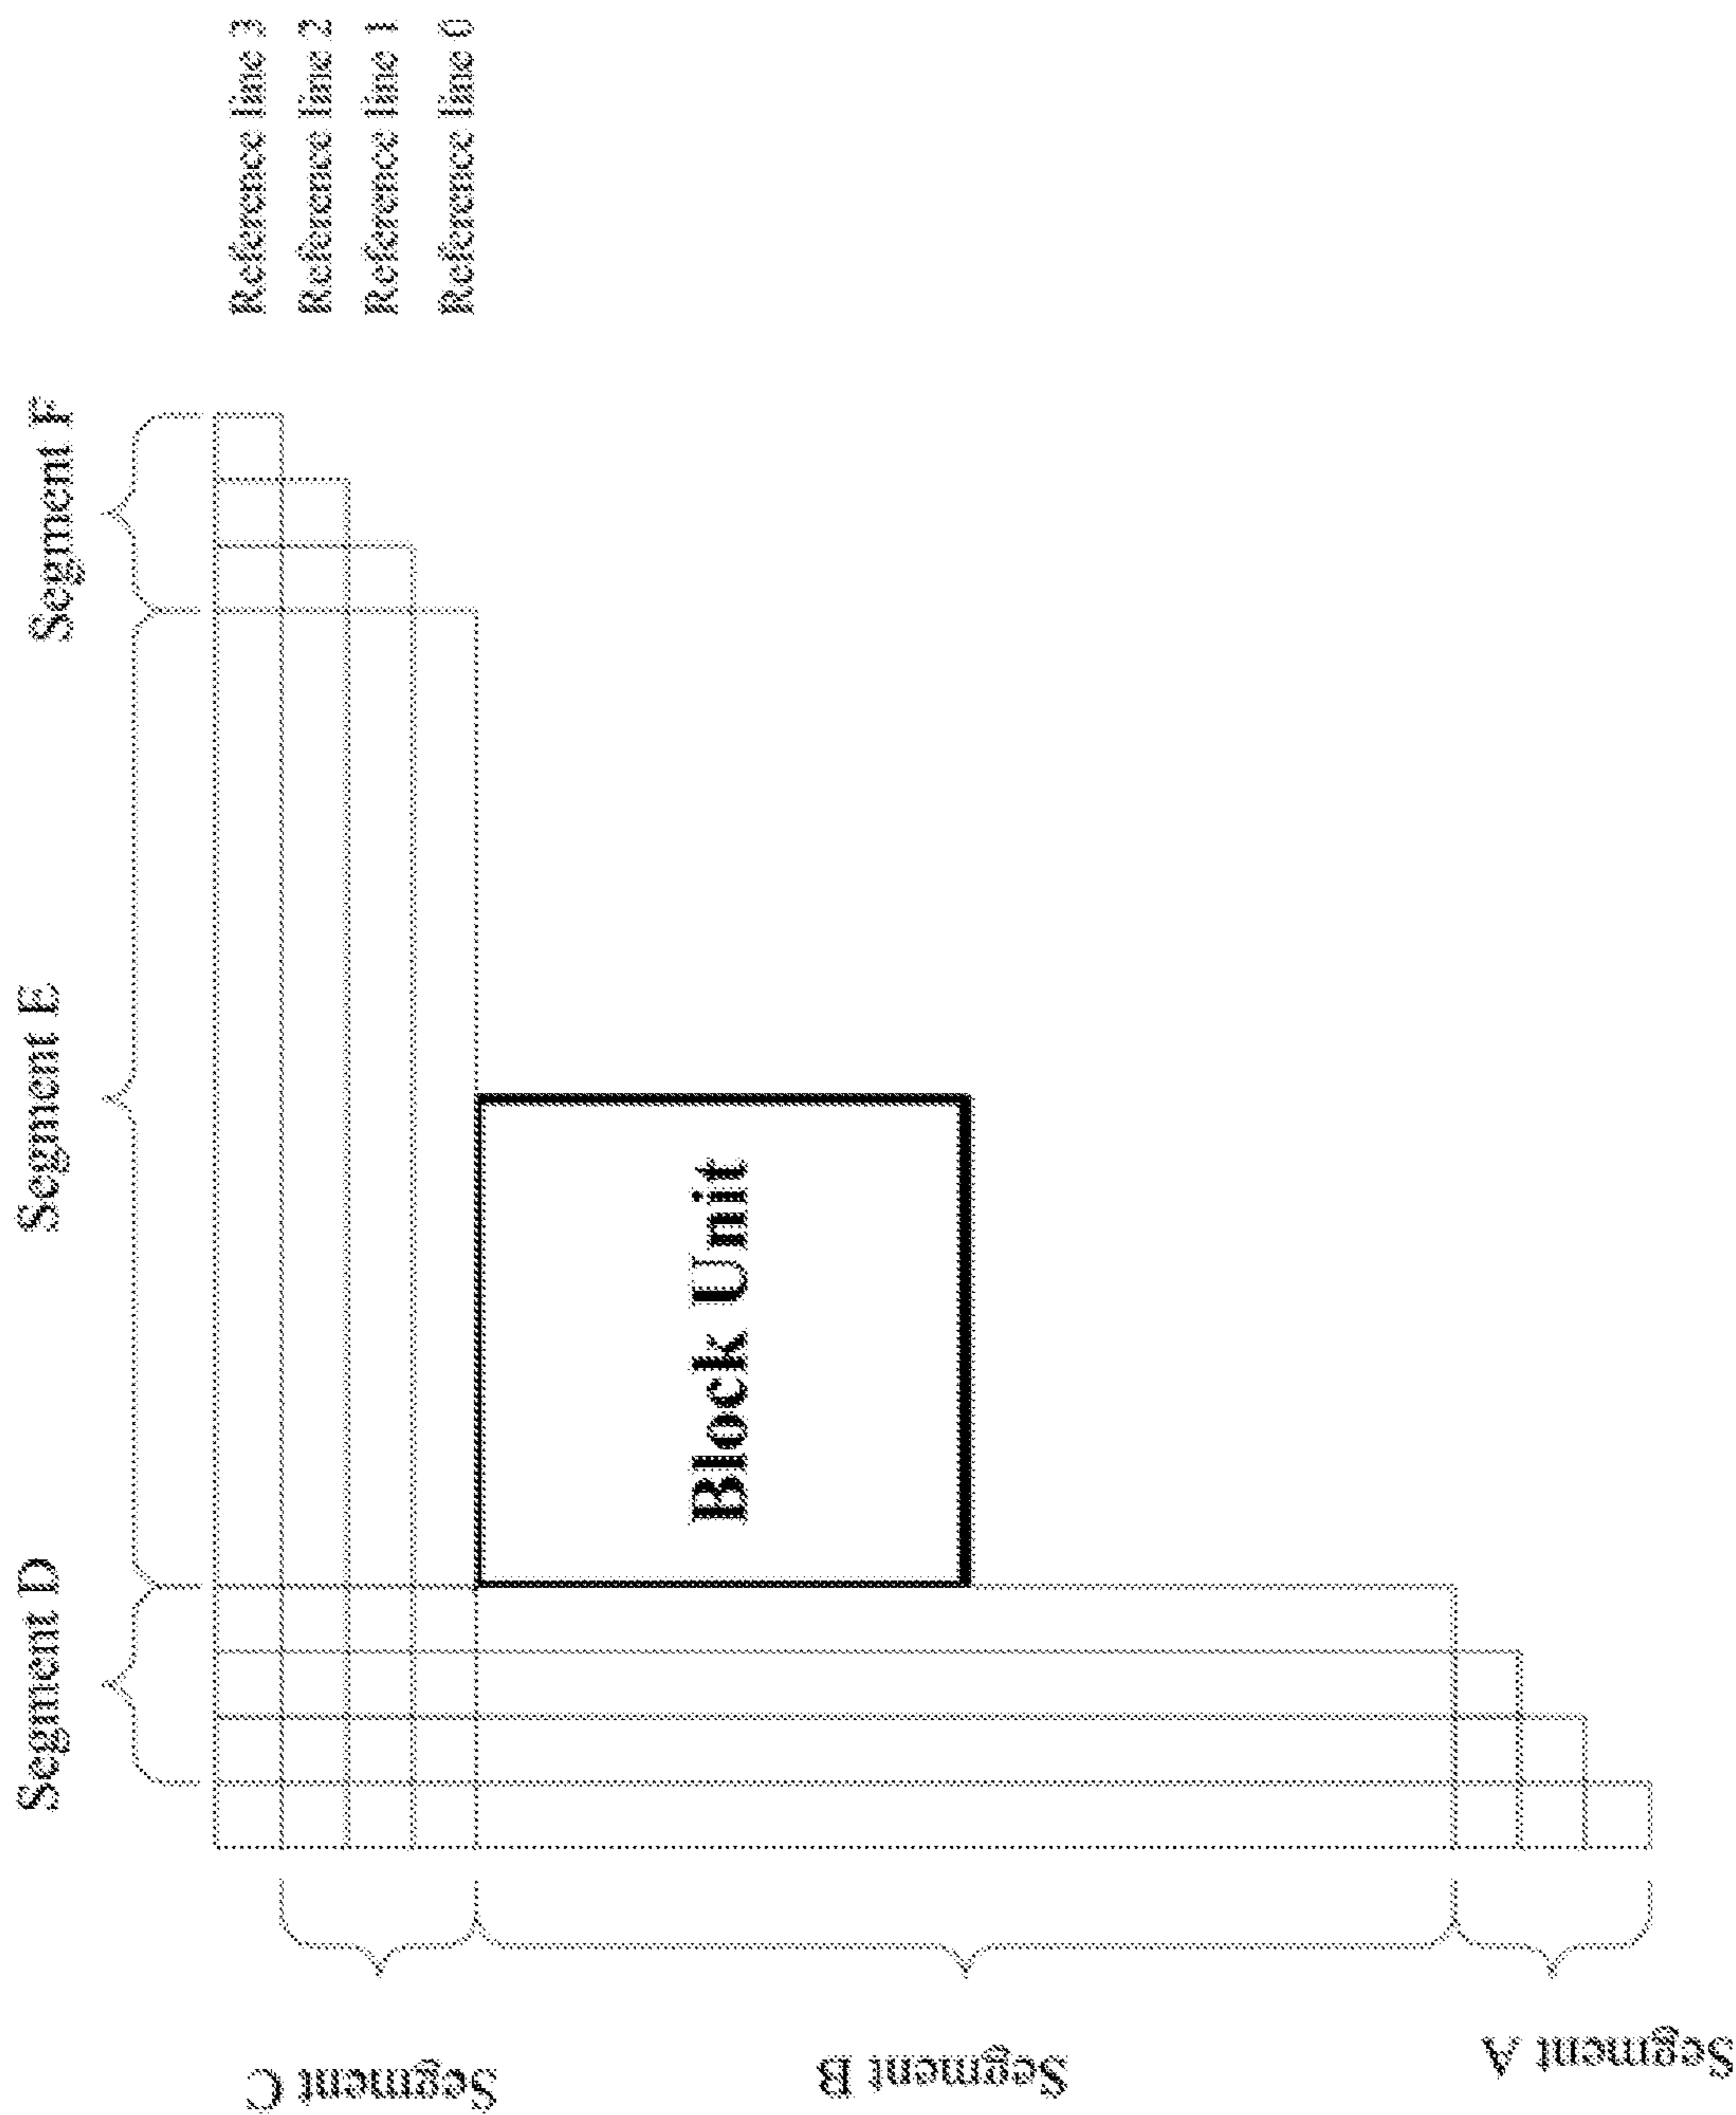 Segment D
Segment E
Segment F
Reference line 3
Reference line 2
Reference line 1
Reference line 0
Block Unit
Segment C
Segment B
Segment A